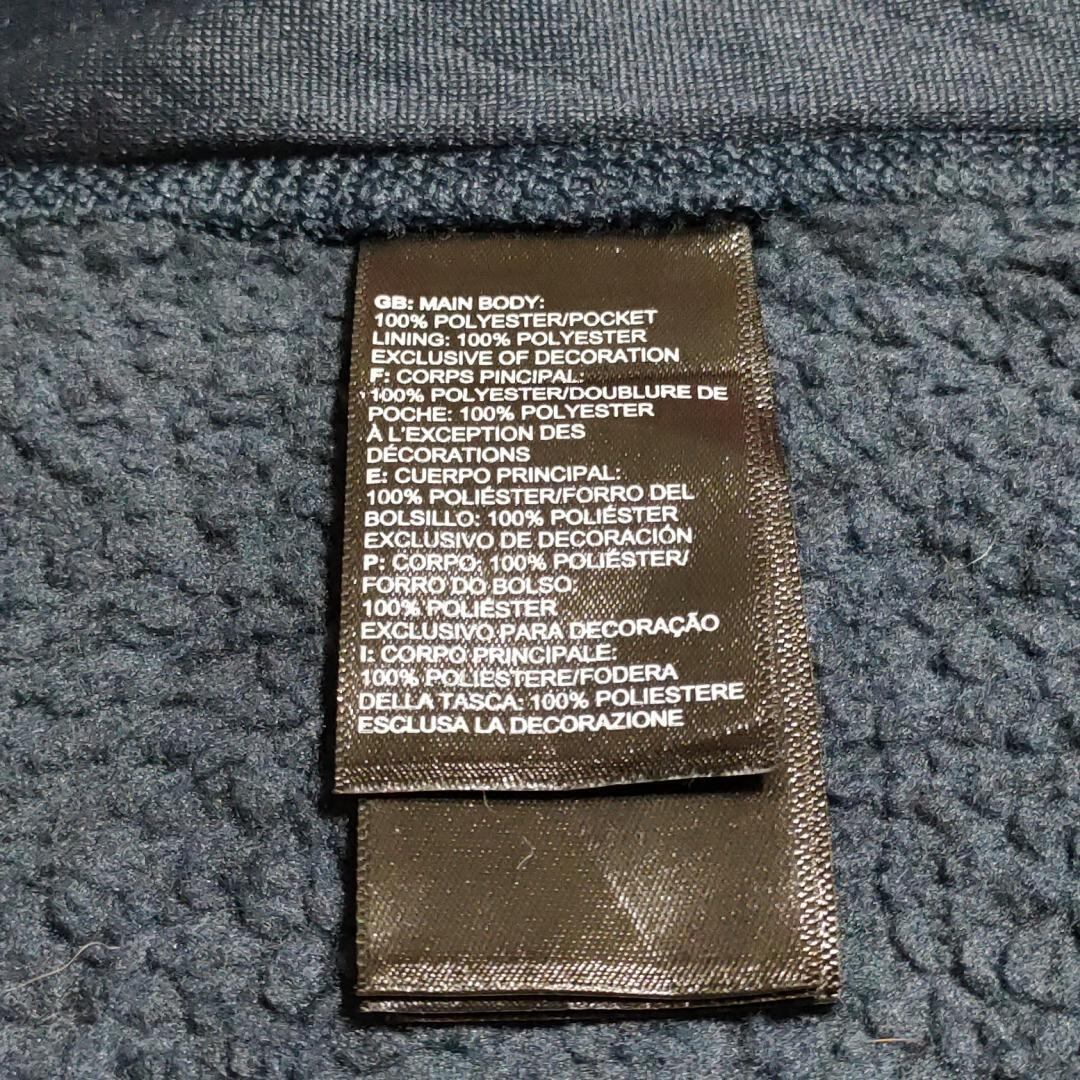 GB: MAIN BODY:
100% POLYESTER/POCKET
LINING: 100% POLYESTER
EXCLUSIVE OF DECORATION
F: CORPS PINCIPAL:
100% POLYESTER/DOUBLURE DE
POCHE: 100% POLYESTER
À L'EXCEPTION DES
DÉCORATIONS
E: CUERPO PRINCIPAL:
100% POLIÉSTER/FORRO DEL
BOLSILLO: 100% POLIÉSTER
EXCLUSIVO DE DECORACIÓN
P: CORPO: 100% POLIÉSTER/
FORRO DO BOLSO:
100% POLIÉSTER
EXCLUSIVO PARA DECORAÇÃO
I: CORPO PRINCIPALE:
100% POLIESTERE/FODERA
DELLA TASCA: 100% POLIESTERE
ESCLUSA LA DECORAZIONE